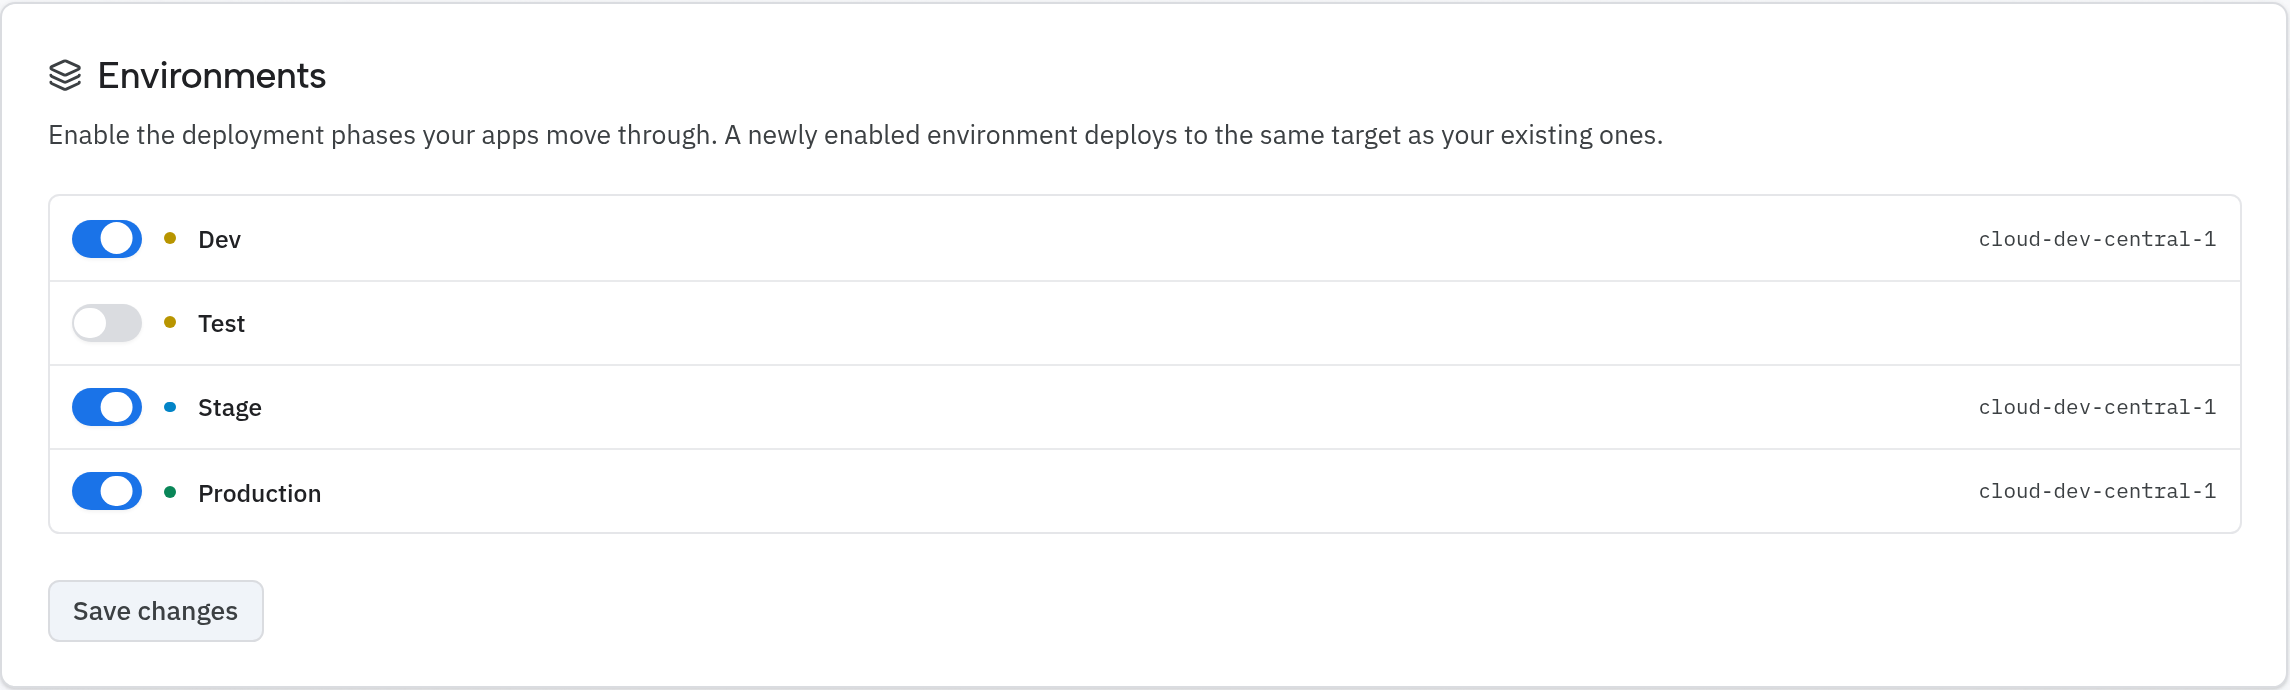 Environments
Enable the deployment phases your apps move through. A newly enabled environment deploys to the same target as your existing ones.
Dev cloud-dev-central-1
Test
Stage cloud-dev-central-1
Production cloud-dev-central-1
Save changes